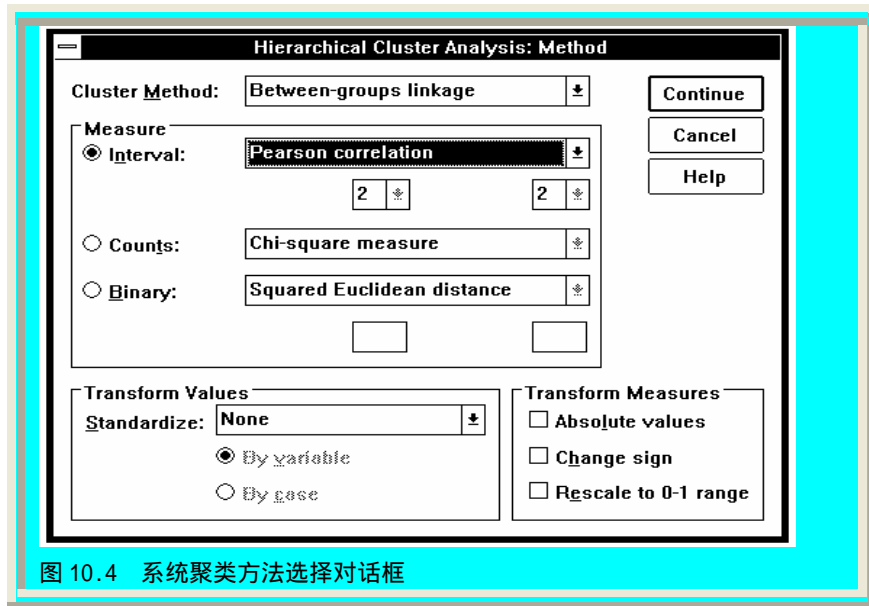 Hierarchical Cluster Analysis: Method
Cluster Method: Between-groups linkage
Continue
Measure
Cancel
Interval: Pearson correlation
Help
2 2
Counts: Chi-square measure
Binary: Squared Euclidean distance
Transform Values
Standardize: None
By variable
By case
Transform Measures
Absolute values
Change sign
Rescale to 0-1 range
图 10.4 系统聚类方法选择对话框